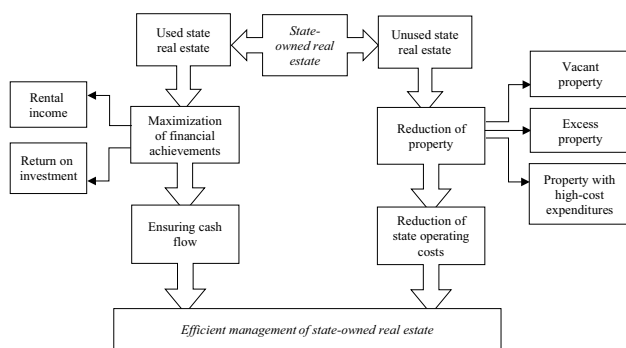 Used state
real estate
State-
owned real
estate
Unused state
real estate
Rental
income
Return on
investment
Maximization
of financial
achievements
Reduction of
property
Vacant
property
Excess
property
Property with
high-cost
expenditures
Ensuring cash
flow
Reduction of
state operating
costs
Efficient management of state-owned real estate